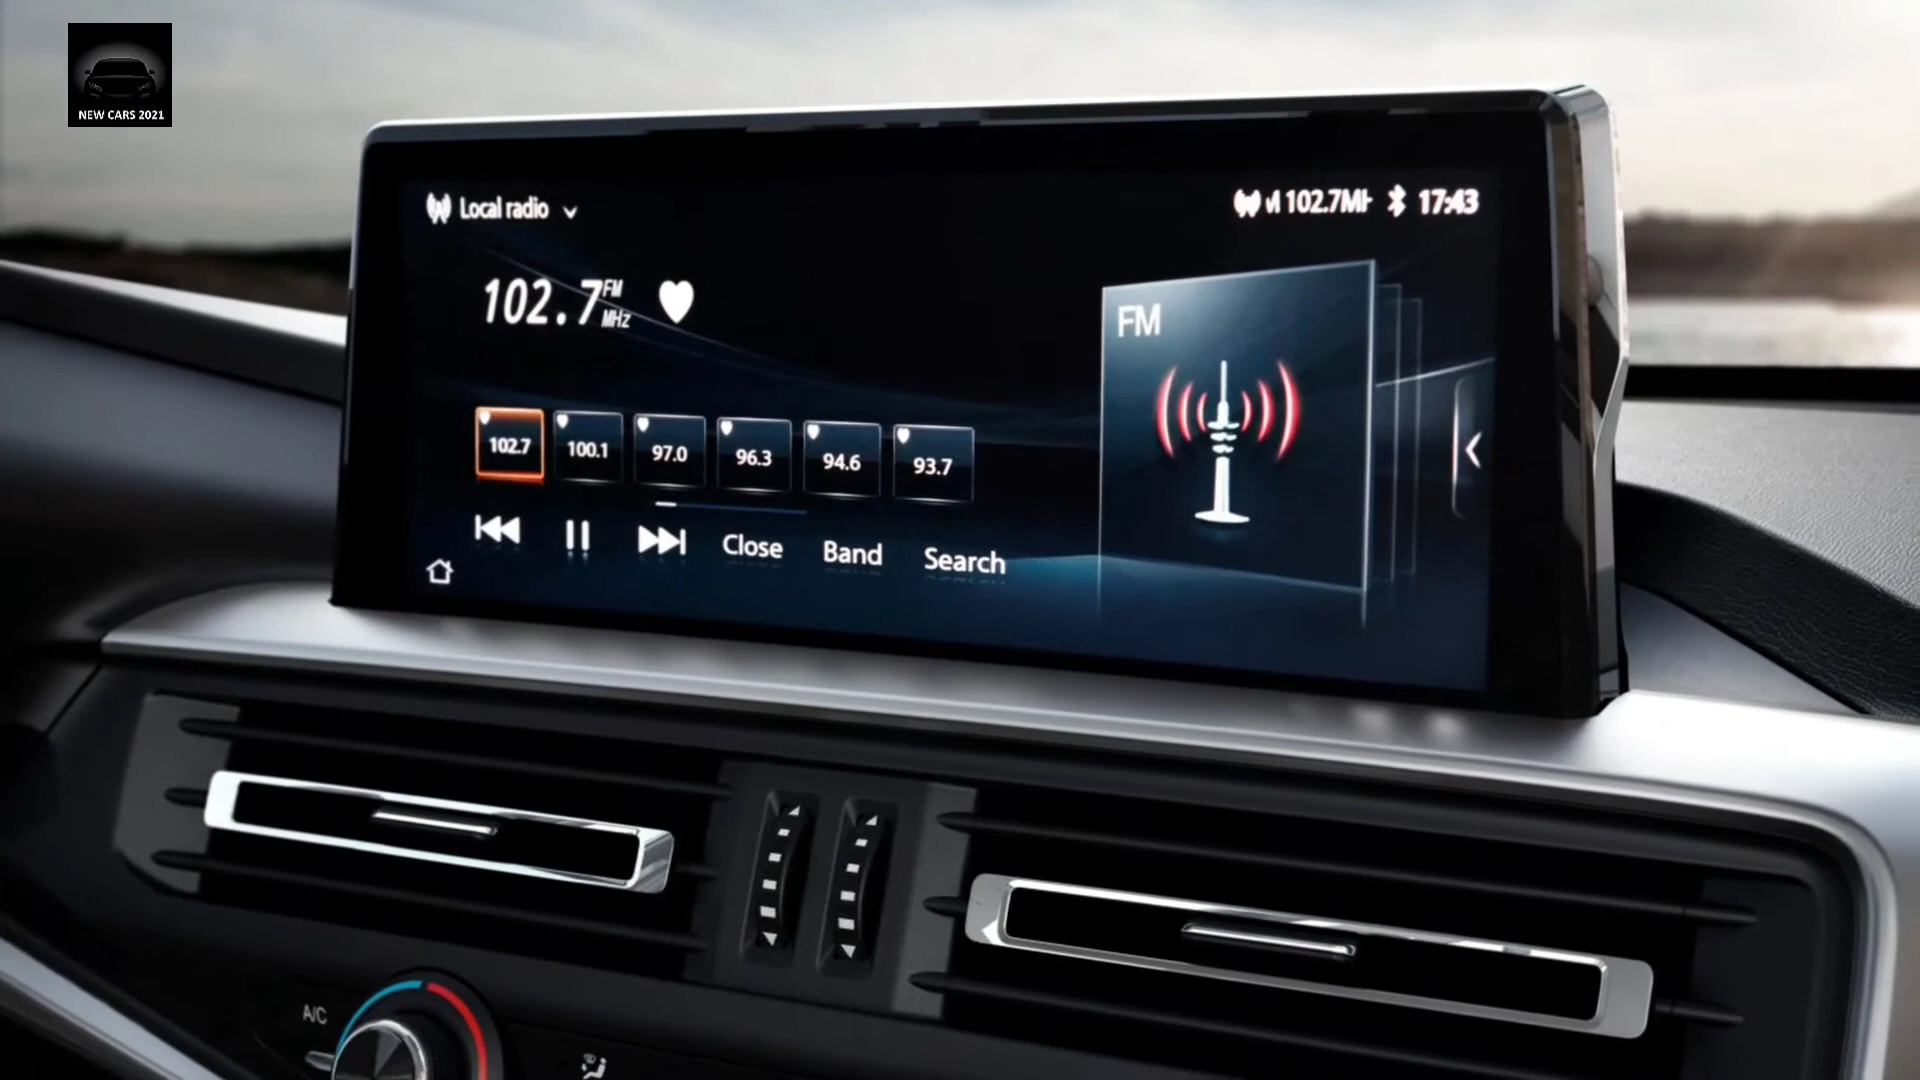 NEW CARS 2021
Local radio
102.7MH
17:43
102.7 FM MHz
FM
102.7
100.1
97.0
96.3
94.6
93.7
Close
Band
Search
A/C